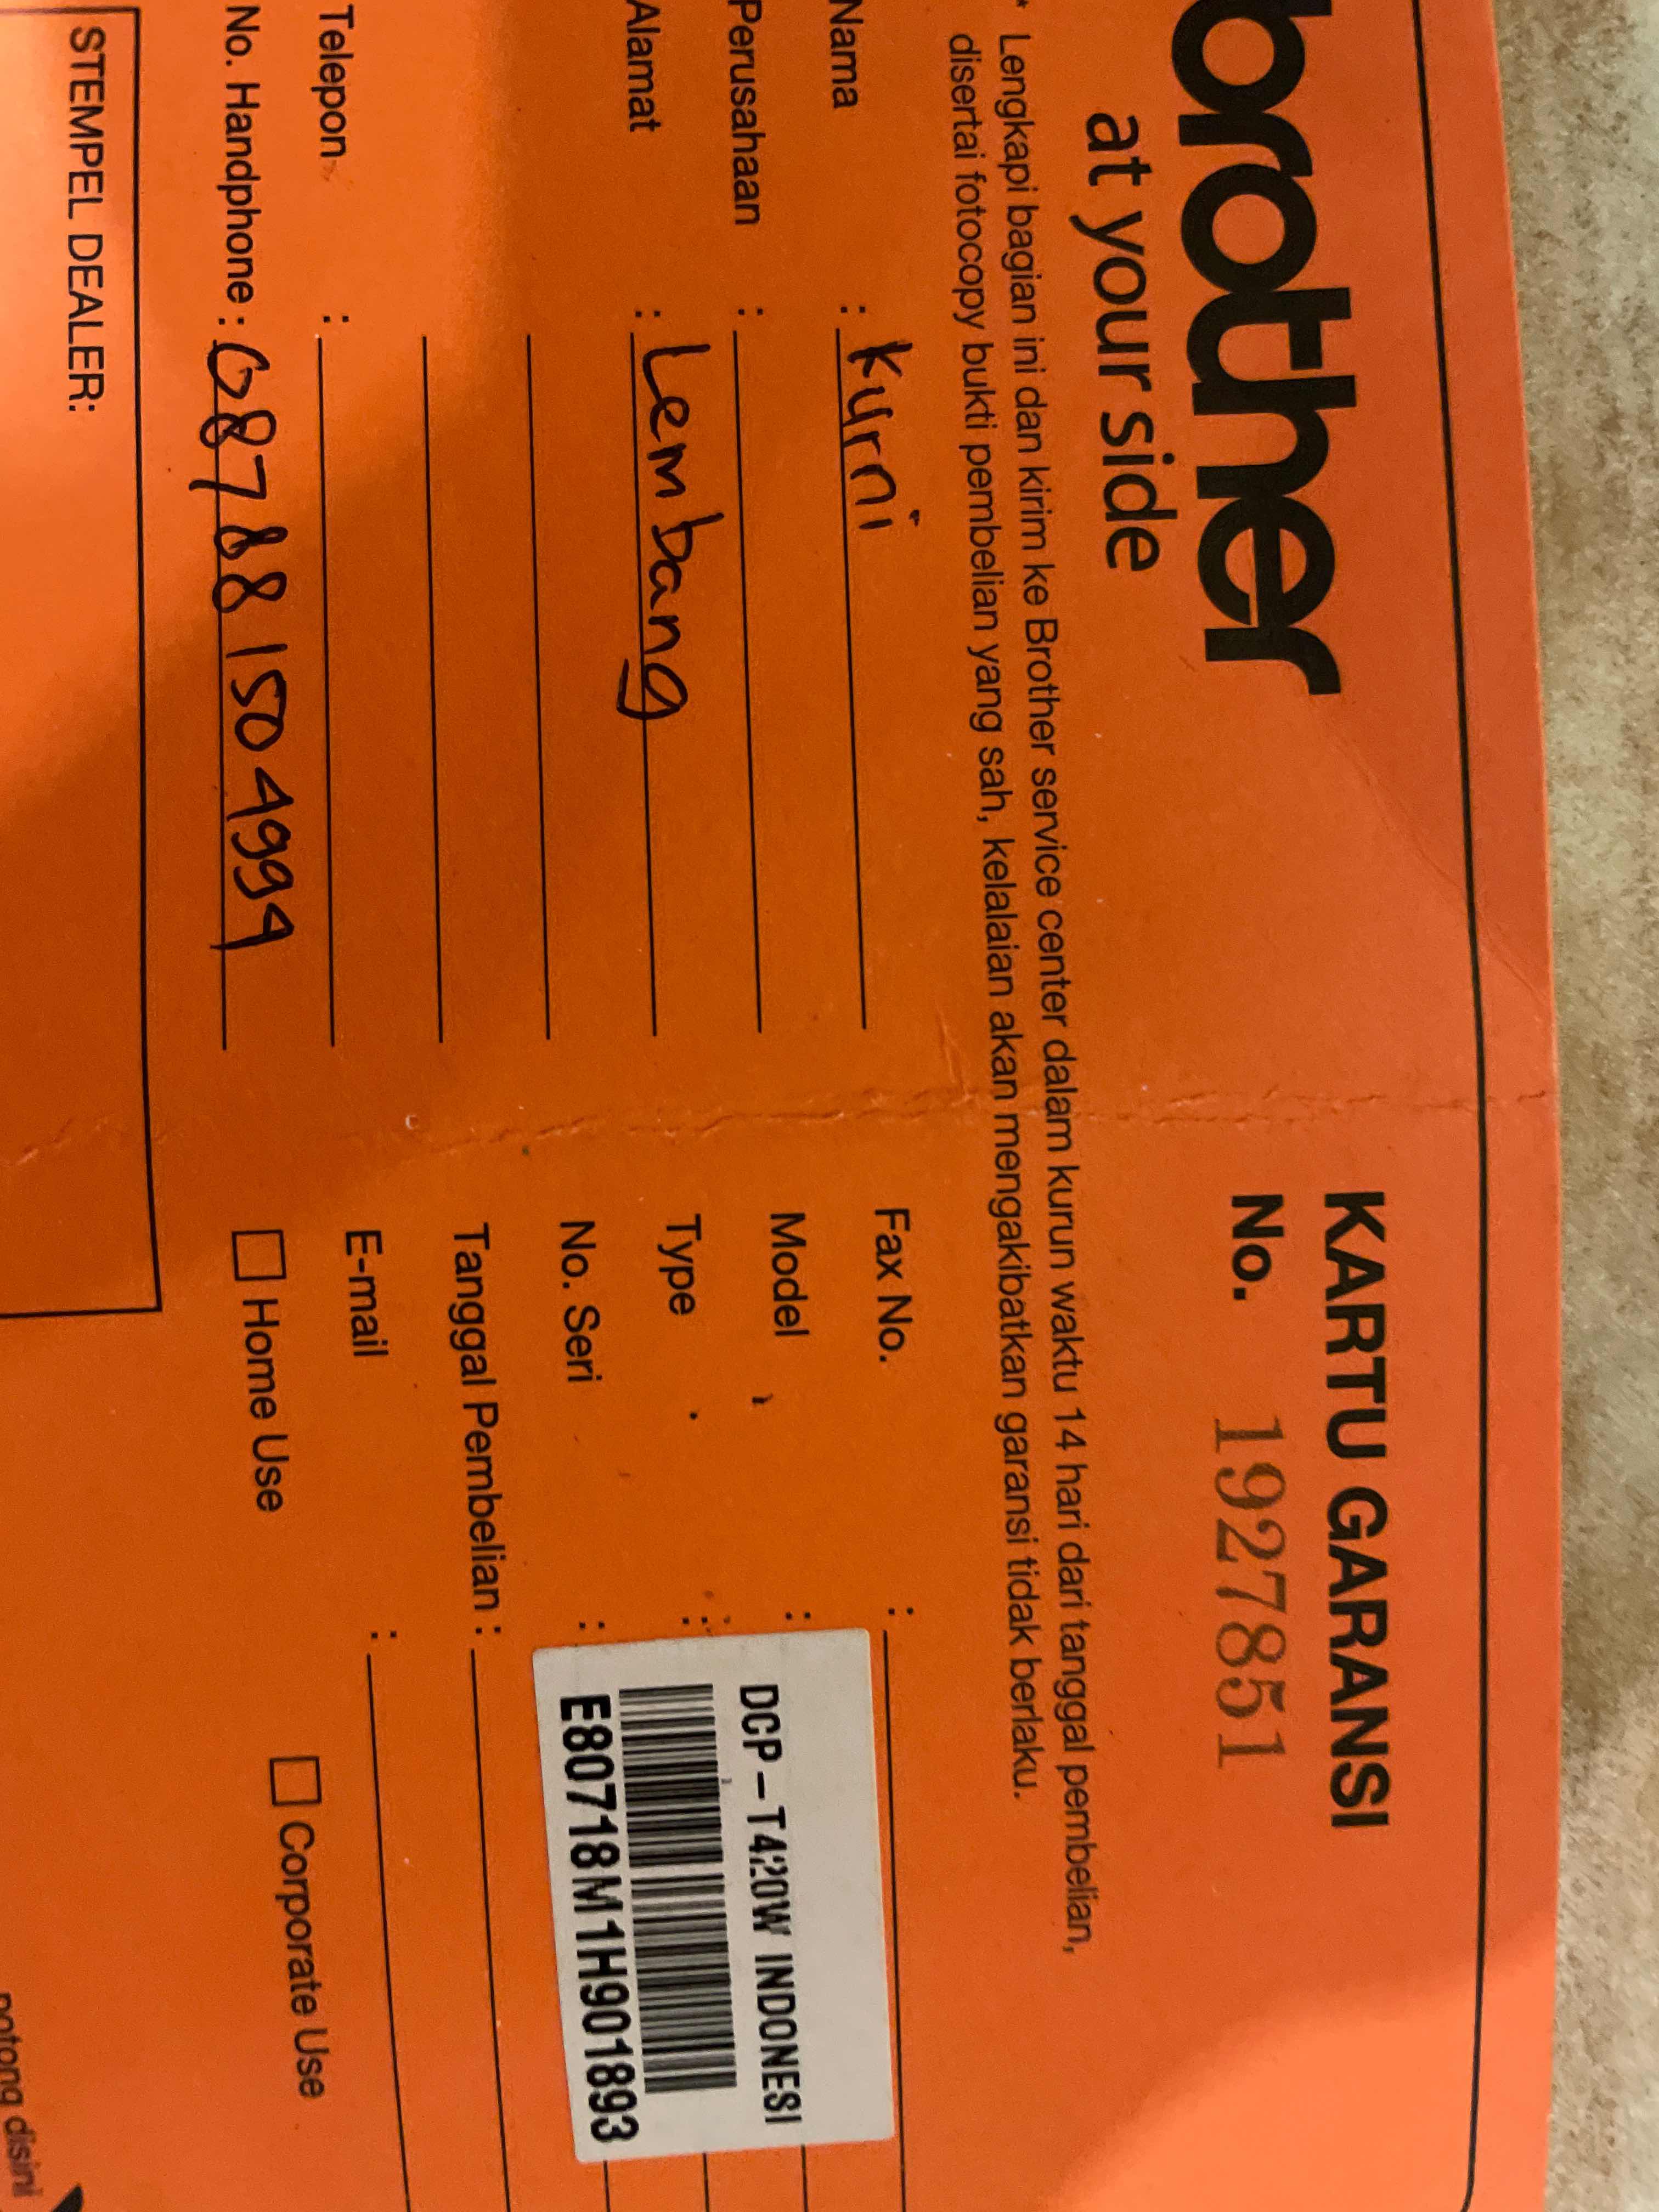 brother
at your side
KARTU GARANSI
No. 1927851
* Lengkapi bagian ini dan kirim ke Brother service center dalam kurun waktu 14 hari dari tanggal pembelian,
disertai fotocopy bukti pembelian yang sah, kelalaian akan mengakibatkan garansi tidak berlaku.
Nama : Kurni
Perusahaan :
Alamat : Lembang
Telepon :
No. Handphone : 087881504994
Fax No. :
Model :
Type :
No. Seri :
DCP-T420W INDONESI
E80718M1H901893
Tanggal Pembelian :
E-mail :
Home Use
Corporate Use
STEMPEL DEALER:
potong disini